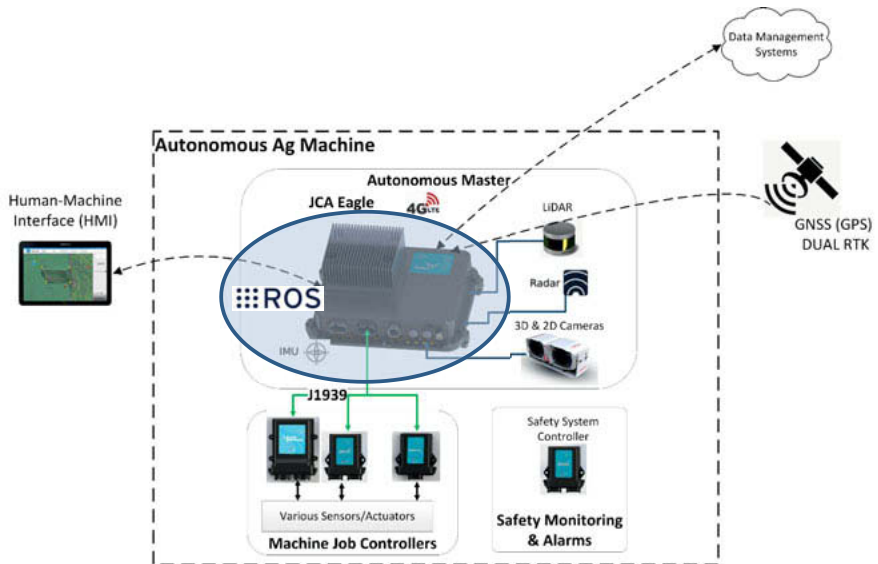 Data Management
Systems
Autonomous Ag Machine
Autonomous Master
JCA Eagle
4G LTE
LiDAR
Human-Machine
Interface (HMI)
GNSS (GPS)
DUAL RTK
Radar
ROS
3D & 2D Cameras
IMU
J1939
Safety System
Controller
Various Sensors/Actuators
Machine Job Controllers
Safety Monitoring
& Alarms